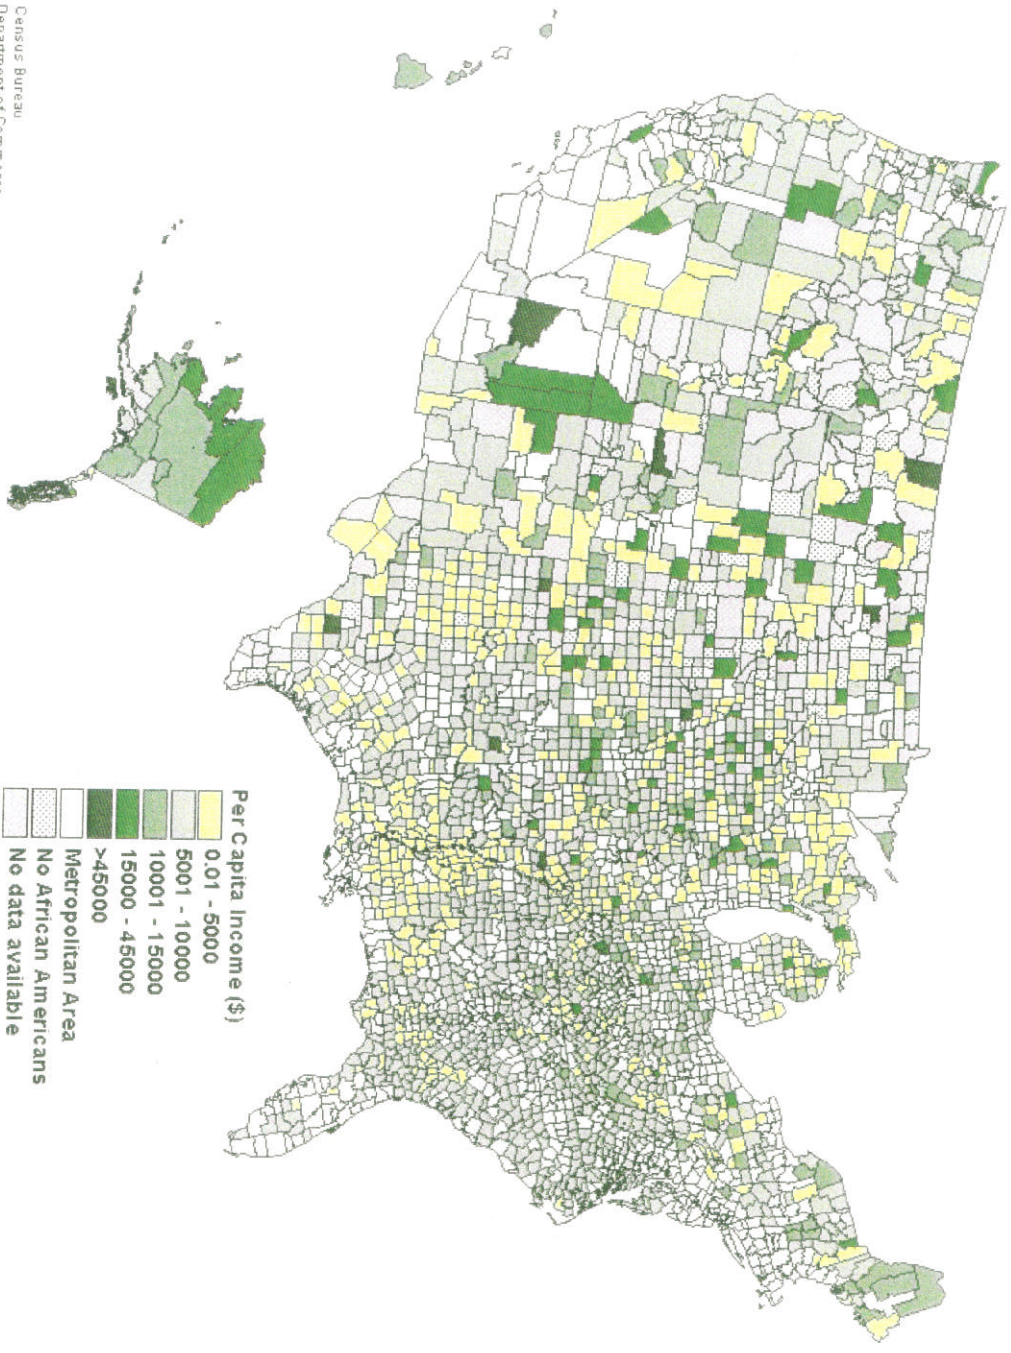 Per Capita Income ($)
0.01 - 5000
5001 - 10000
10001 - 15000
15000 - 45000
>45000
Metropolitan Area
No African Americans
No data available
Census Bureau